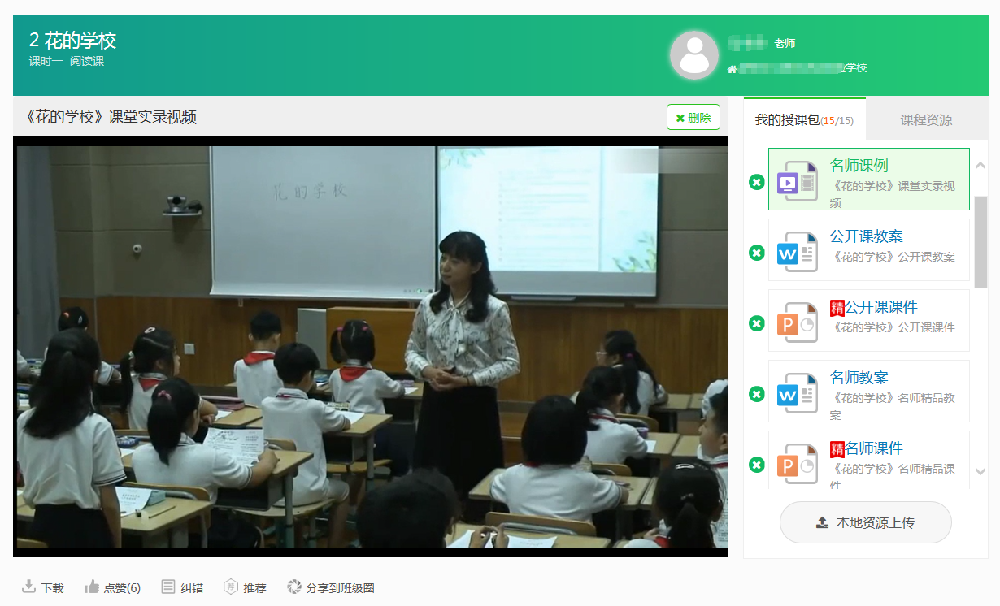 2 花的学校
课时一 阅读课
老师
学校
《花的学校》课堂实录视频
删除
我的授课包(15/15)
课程资源
花的学校
名师课例
《花的学校》课堂实录视
频
公开课教案
《花的学校》公开课教案
精公开课课件
《花的学校》公开课课件
名师教案
《花的学校》名师精品教
案
精名师课件
《花的学校》名师精品课
件
本地资源上传
下载
点赞(6)
纠错
荐
推荐
分享到班级圈